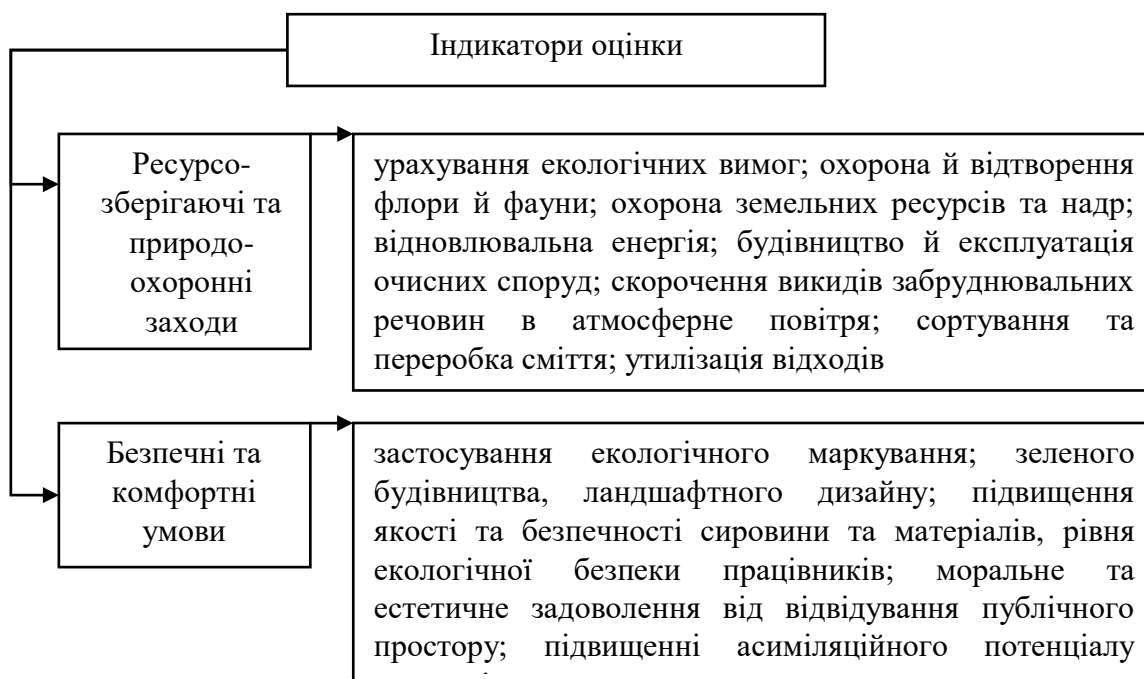 Індикатори оцінки
Ресурсо-
зберігаючі та
природо-
охоронні
заходи
урахування екологічних вимог; охорона й відтворення
флори й фауни; охорона земельних ресурсів та надр;
відновлювальна енергія; будівництво й експлуатація
очисних споруд; скорочення викидів забруднювальних
речовин в атмосферне повітря; сортування та
переробка сміття; утилізація відходів
Безпечні та
комфортні
умови
застосування екологічного маркування; зеленого
будівництва, ландшафтного дизайну; підвищення
якості та безпечності сировини та матеріалів, рівня
екологічної безпеки працівників; моральне та
естетичне задоволення від відвідування публічного
простору; підвищенні асиміляційного потенціалу